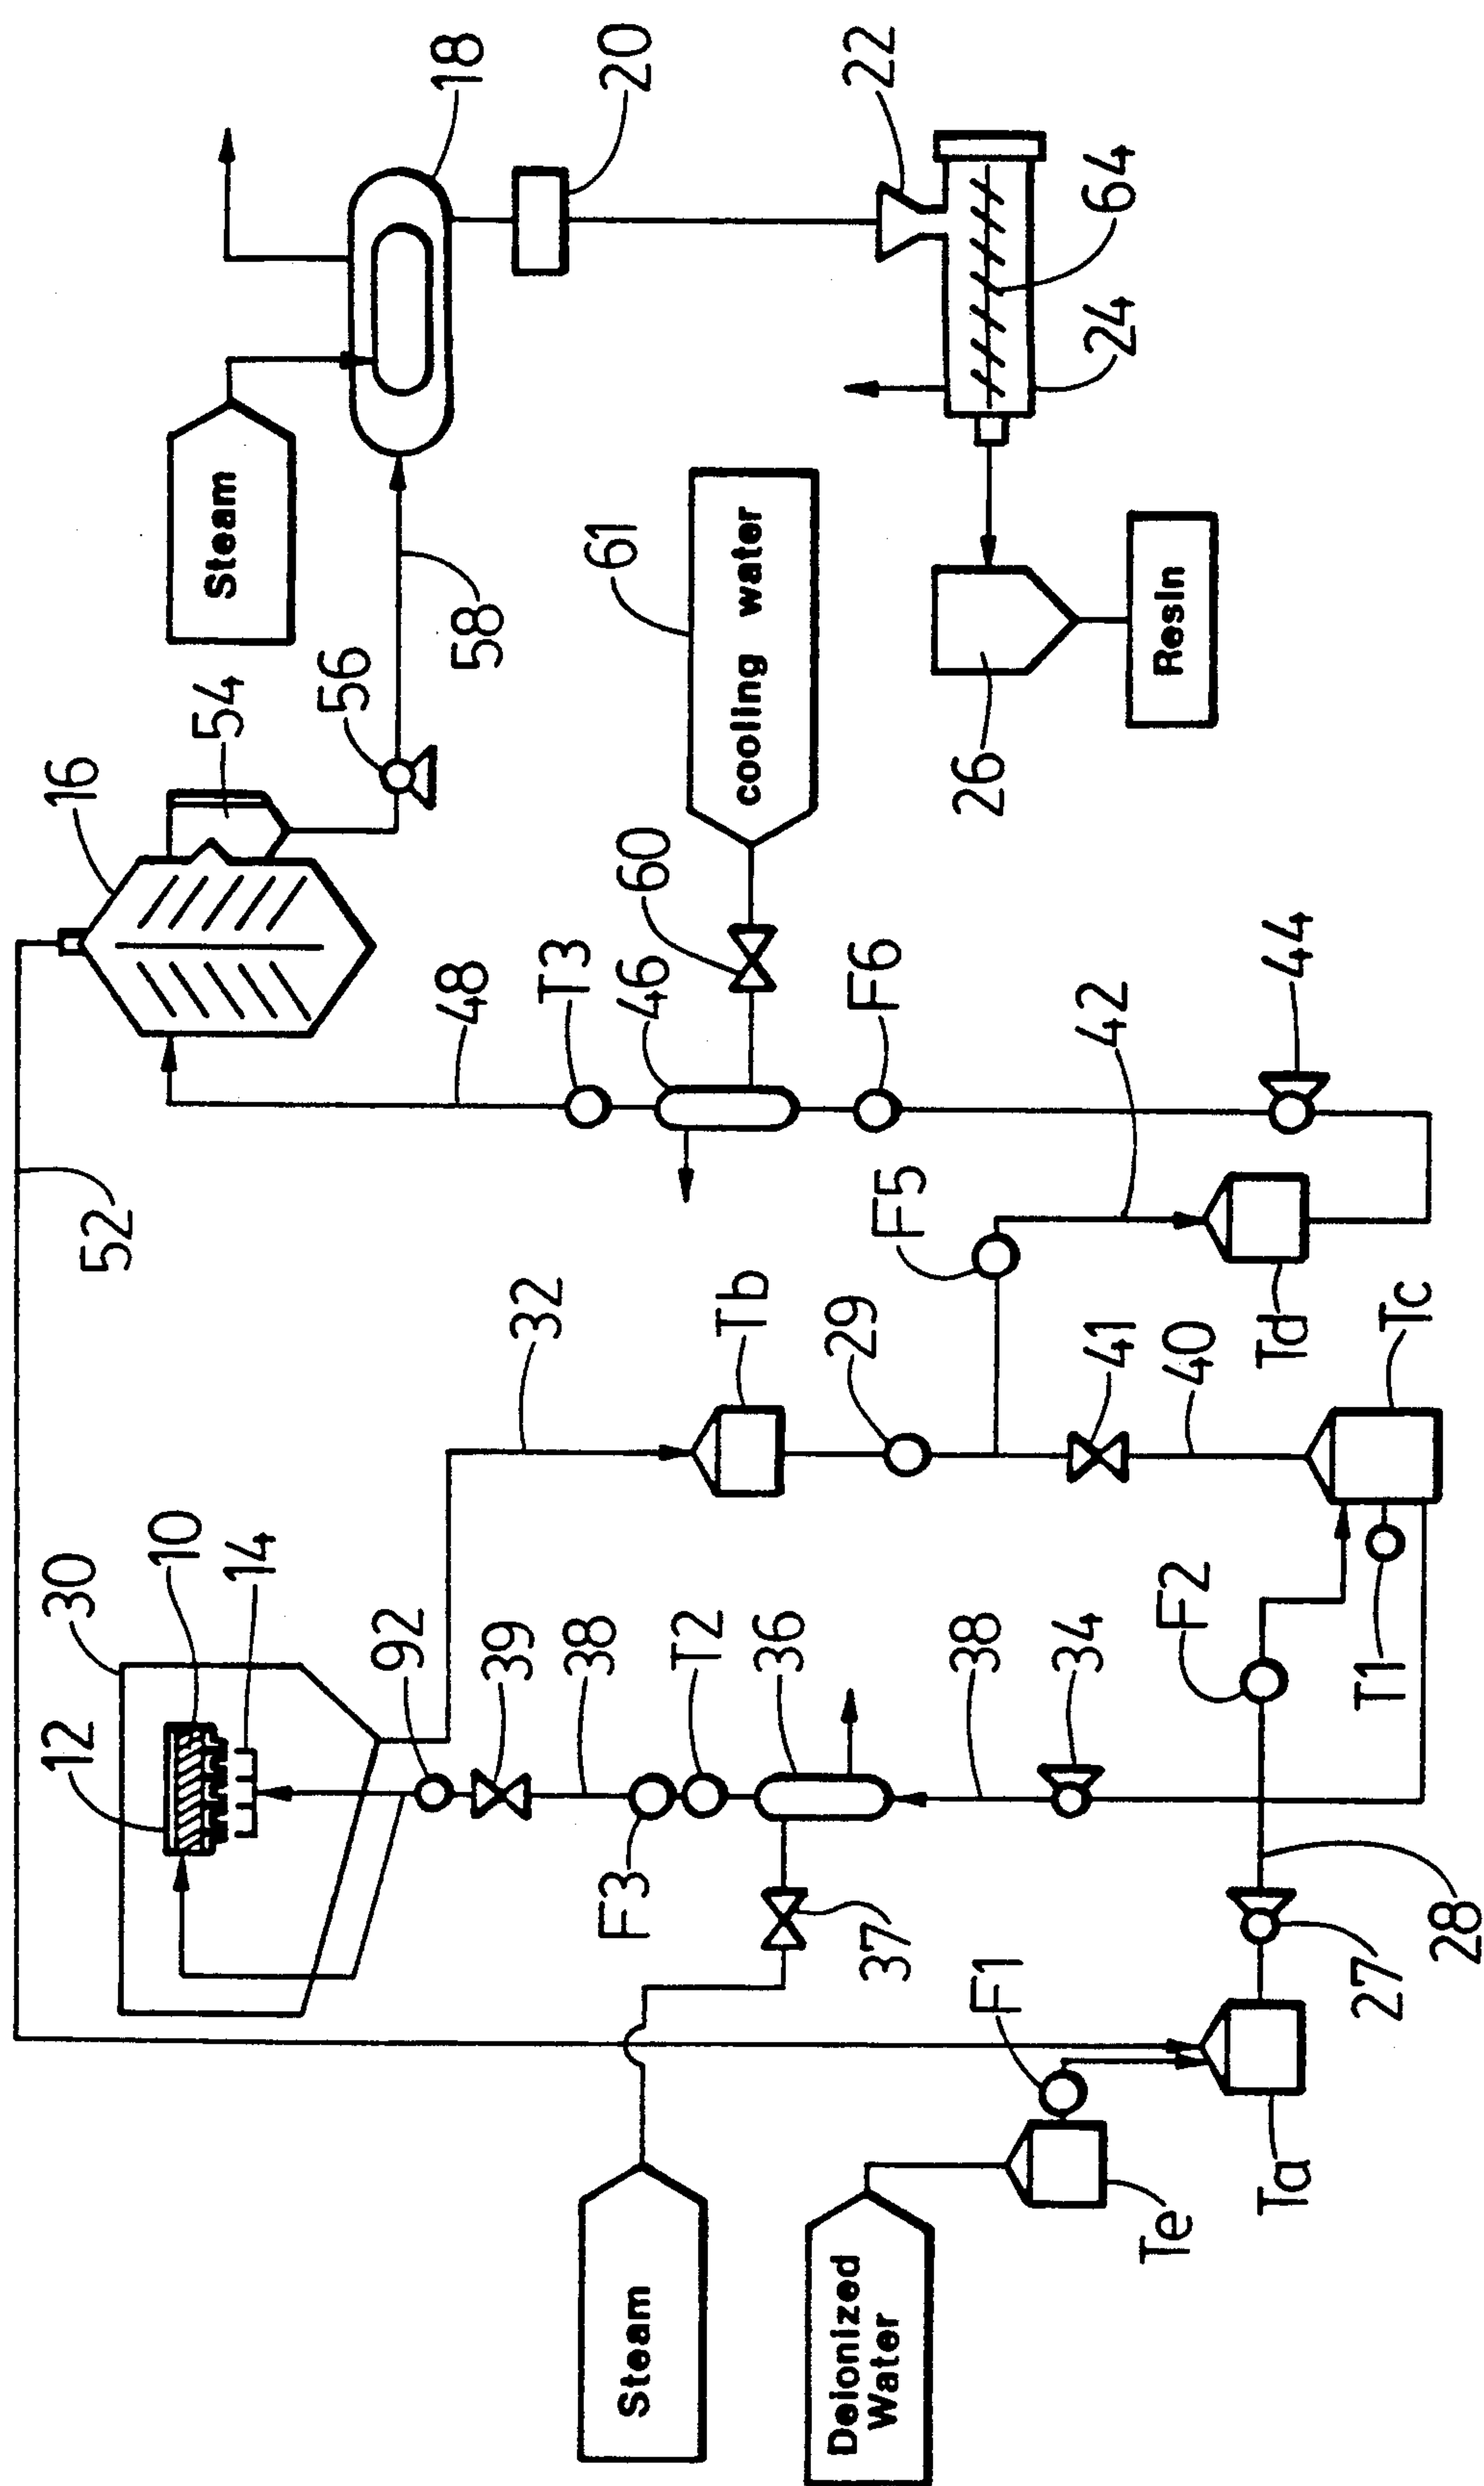 12
30
52
16
10
14
54
Steam
56
92
18
48
58
39
32
T3
38
61
20
Steam
F3
46
60
T2
Tb
cooling water
36
29
F6
22
Deionized
Water
37
F5
F1
38
26
34
41
42
24
64
Te
F2
40
Resin
Ta
Td
44
27
T1
Tc
28